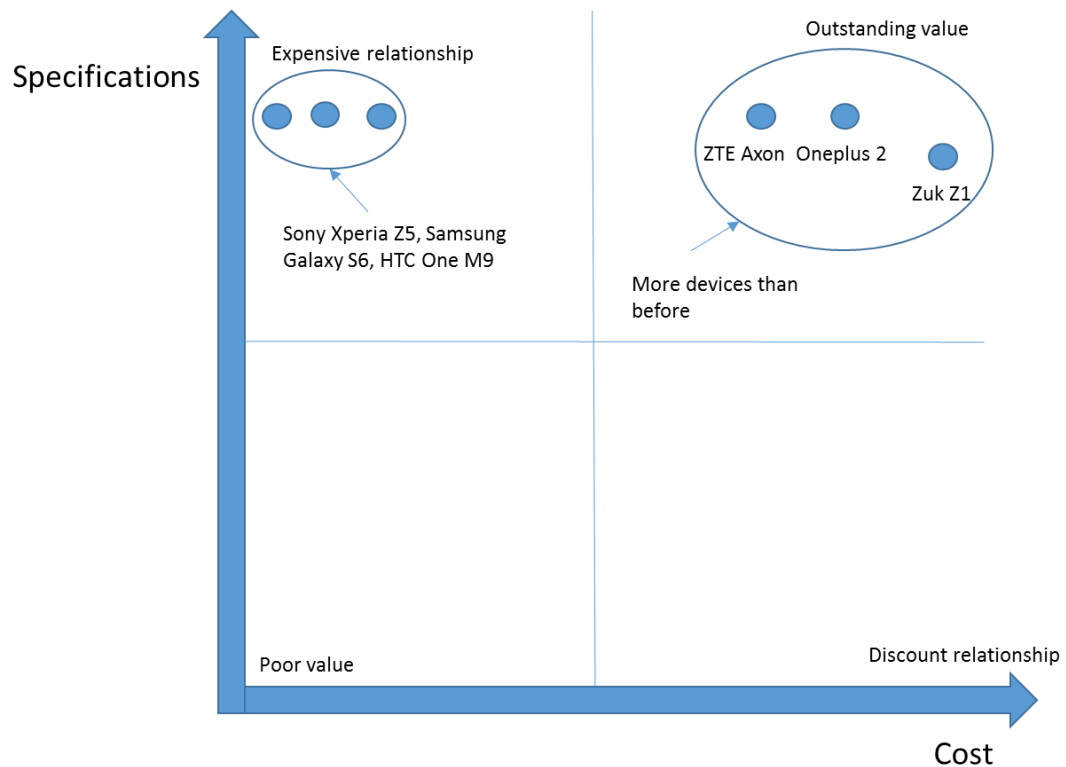 Outstanding value
Expensive relationship
Specifications
ZTE Axon
Oneplus 2
Zuk Z1
Sony Xperia Z5, Samsung
Galaxy S6, HTC One M9
More devices than
before
Poor value
Discount relationship
Cost